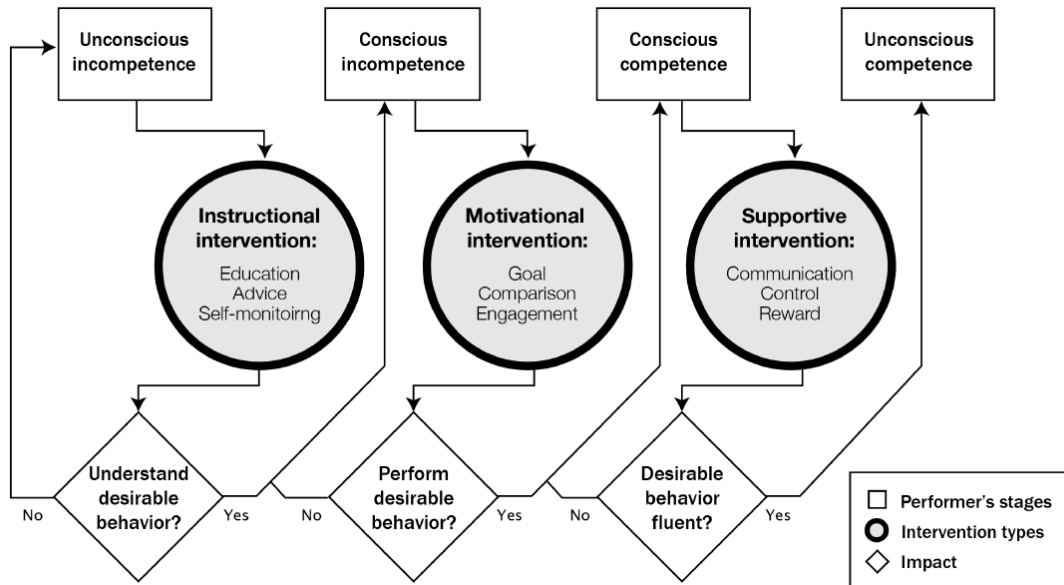 Unconscious
incompetence
Conscious
incompetence
Conscious
competence
Unconscious
competence
Instructional
intervention:
Education
Advice
Self-monitoirng
Motivational
intervention:
Goal
Comparison
Engagement
Supportive
intervention:
Communication
Control
Reward
Understand
desirable
behavior?
No
Yes
Perform
desirable
behavior?
No
Yes
Desirable
behavior
fluent?
No
Yes
Performer's stages
Intervention types
Impact